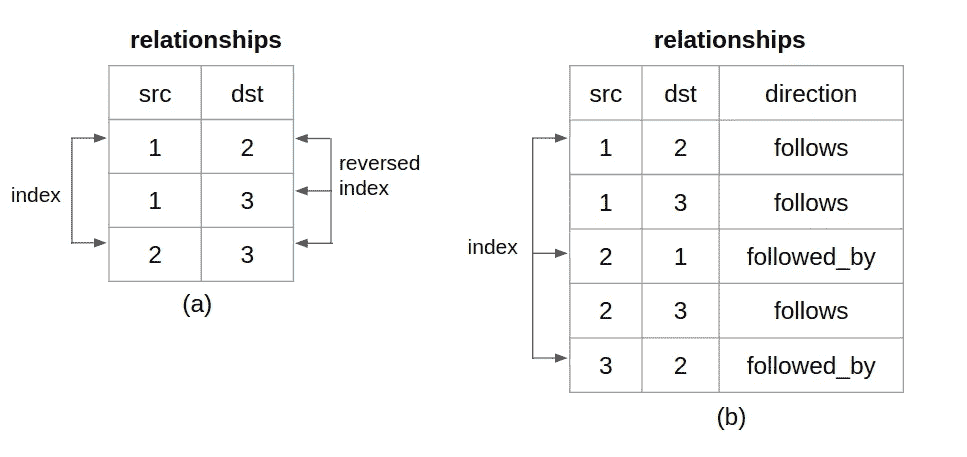 relationships
src dst
1 2
1 3
2 3
index
reversed
index
(a)
relationships
src dst direction
1 2 follows
1 3 follows
2 1 followed_by
2 3 follows
3 2 followed_by
index
(b)